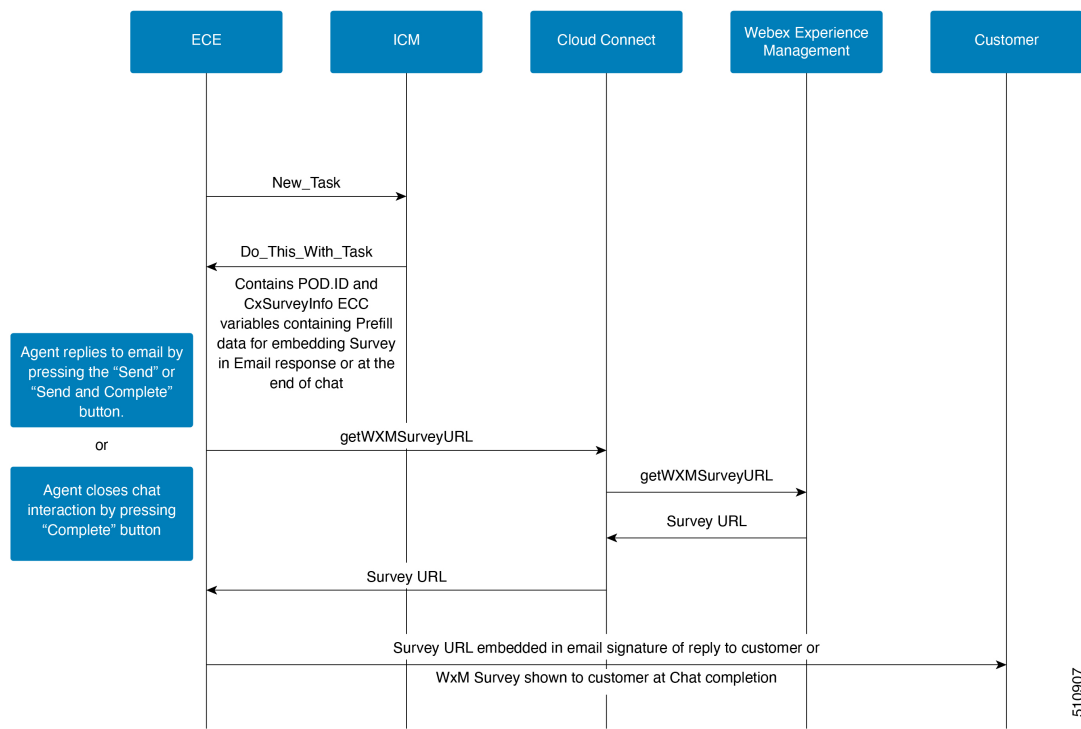 ECE
ICM
Cloud Connect
Webex Experience
Management
Customer
New_Task
Do_This_With_Task
Contains POD.ID and
CxSurveyInfo ECC
variables containing Prefill
data for embedding Survey
in Email response or at the
end of chat
Agent replies to email by
pressing the “Send” or
“Send and Complete”
button.
or
Agent closes chat
interaction by pressing
“Complete” button
getWXMSurveyURL
getWXMSurveyURL
Survey URL
Survey URL
Survey URL embedded in email signature of reply to customer or
WxM Survey shown to customer at Chat completion
510907